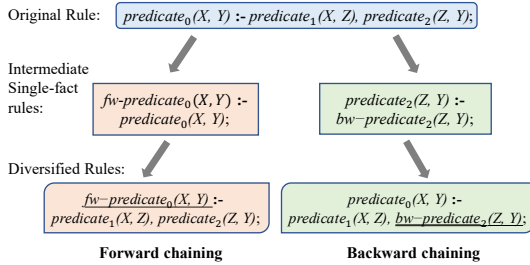 Original Rule:
predicate₀(X, Y) :- predicate₁(X, Z), predicate₂(Z, Y);
Intermediate
Single-fact
rules:
fw-predicate₀(X,Y) :-
predicate₀(X, Y);
predicate₂(Z, Y) :-
bw−predicate₂(Z, Y);
Diversified Rules:
fw−predicate₀(X, Y) :-
predicate₁(X, Z), predicate₂(Z, Y);
predicate₀(X, Y) :-
predicate₁(X, Z), bw−predicate₂(Z, Y);
Forward chaining
Backward chaining